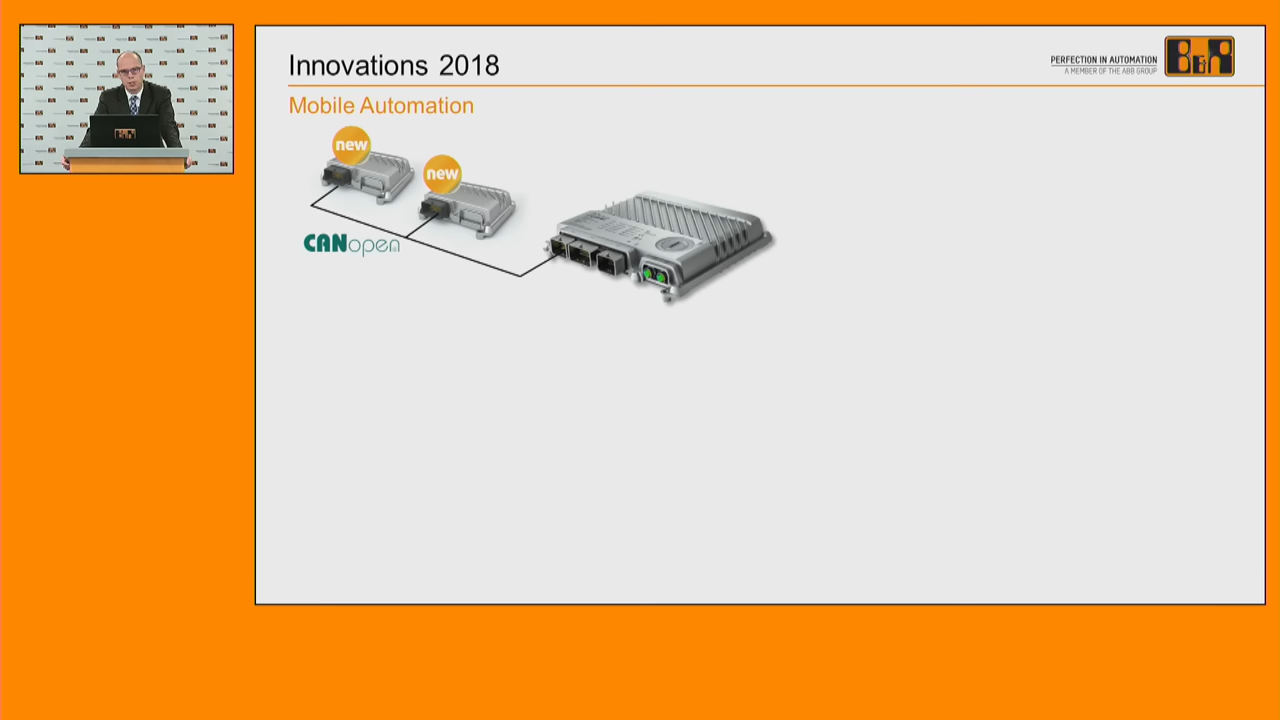 Innovations 2018
PERFECTION IN AUTOMATION
A MEMBER OF THE ABB GROUP
B&R
Mobile Automation
new
new
CANopen
B&R